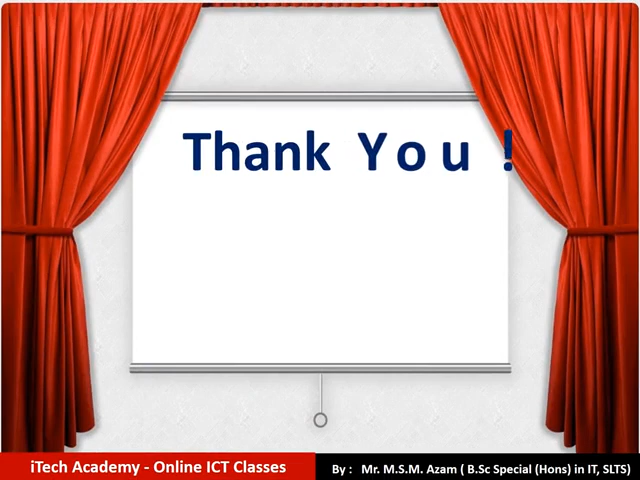 Thank You !
iTech Academy - Online ICT Classes
By : Mr. M.S.M. Azam ( B.Sc Special (Hons) in IT, SLTS)